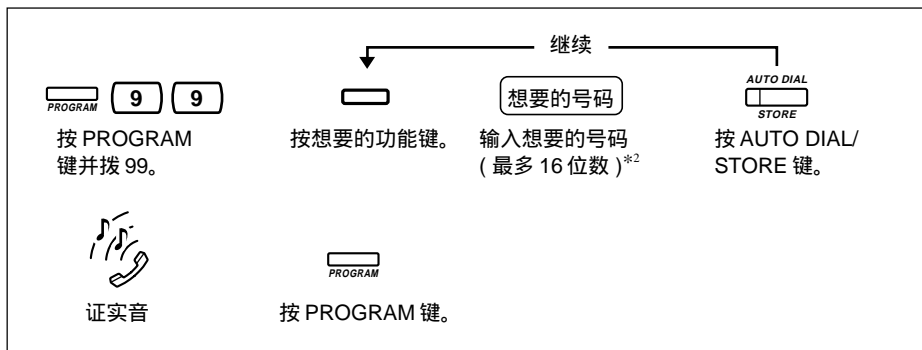 继续
PROGRAM 9 9
想要的号码
AUTO DIAL
STORE
按 PROGRAM
键并拨 99。
按想要的功能键。
输入想要的号码
( 最多 16 位数 )*2
按 AUTO DIAL/
STORE 键。
证实音
PROGRAM
按 PROGRAM 键。